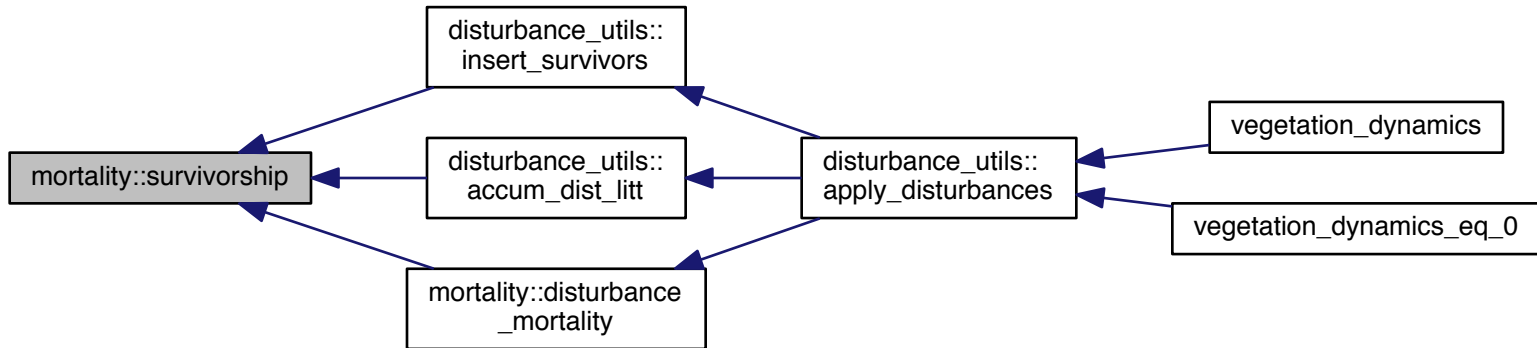 mortality::survivorship
disturbance_utils::
insert_survivors
disturbance_utils::
accum_dist_litt
mortality::disturbance
_mortality
disturbance_utils::
apply_disturbances
vegetation_dynamics
vegetation_dynamics_eq_0